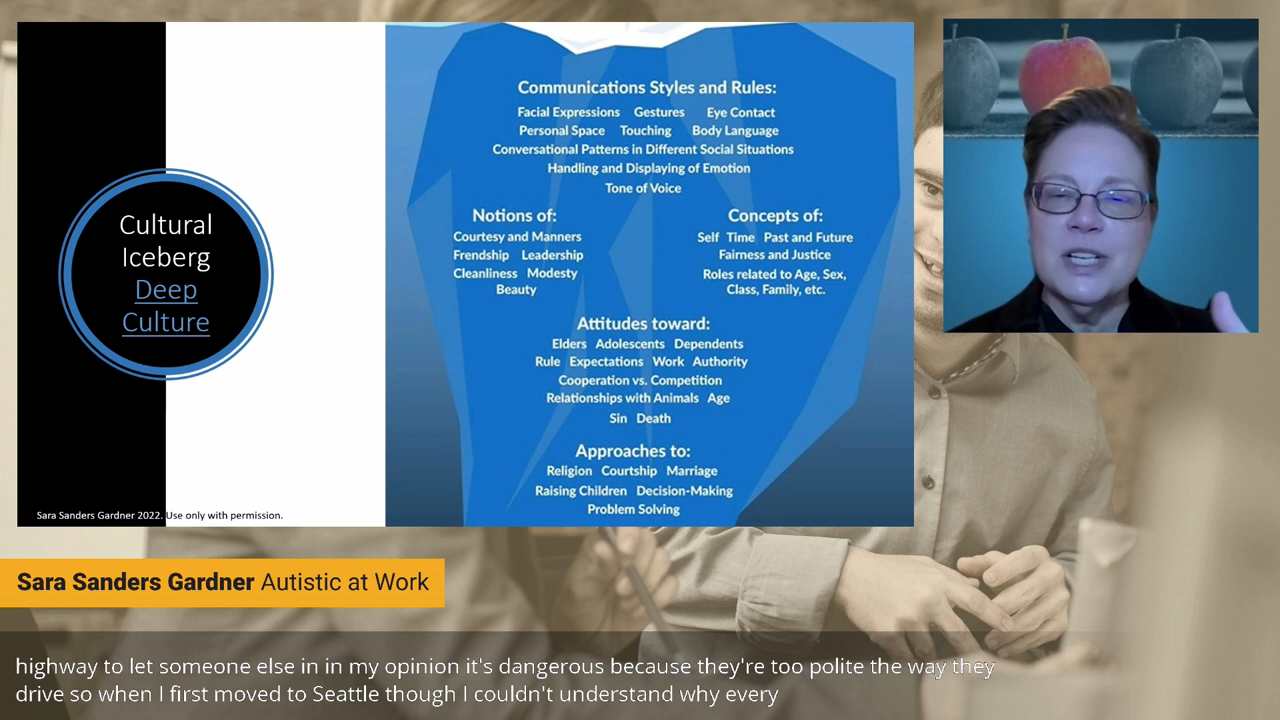 Cultural
Iceberg
Deep
Culture
Sara Sanders Gardner 2022. Use only with permission.
Communications Styles and Rules:
Facial Expressions Gestures Eye Contact
Personal Space Touching Body Language
Conversational Patterns in Different Social Situations
Handling and Displaying of Emotion
Tone of Voice
Notions of:
Courtesy and Manners
Frendship Leadership
Cleanliness Modesty
Beauty
Concepts of:
Self Time Past and Future
Fairness and Justice
Roles related to Age, Sex,
Class, Family, etc.
Attitudes toward:
Elders Adolescents Dependents
Rule Expectations Work Authority
Cooperation vs. Competition
Relationships with Animals Age
Sin Death
Approaches to:
Religion Courtship Marriage
Raising Children Decision-Making
Problem Solving
Sara Sanders Gardner Autistic at Work
highway to let someone else in in my opinion it's dangerous because they're too polite the way they
drive so when I first moved to Seattle though I couldn't understand why every